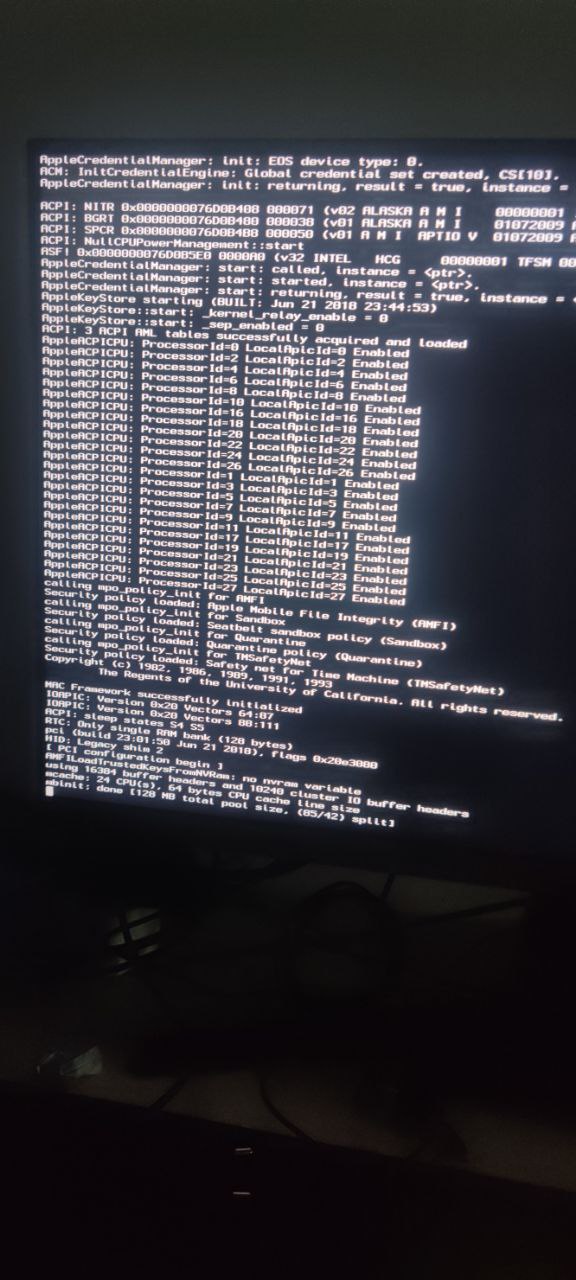 AppleCredentialManager: init: EDS device type: 0.
ACM: InitCredentialEngine: Global credential set created, CS[10].
AppleCredentialManager: init: returning, result = true, instance =
ACPI: NITR 0x0000000076D0B408 000071 (v02 ALASKA A M I 00000001
ACPI: BGRT 0x0000000076D0B480 000038 (v01 ALASKA A M I 01072009 A
ACPI: SPCR 0x0000000076D0B4B8 000050 (v01 A M I APTIO V 01072009 A
ACPI: NullCPUPowerManagement::start
ASF! 0x0000000076D0B5E0 0000A0 (v32 INTEL HCG 00000001 TFSM 00
AppleCredentialManager: start: called, instance = <ptr>.
AppleCredentialManager: start: started, instance = <ptr>.
AppleCredentialManager: start: returning, result = true, instance =
AppleKeyStore starting (BUILT: Jun 21 2018 23:44:53)
AppleKeyStore::start: _kernel_relay_enable = 0
AppleKeyStore::start: _sep_enabled = 0
ACPI: 3 ACPI AML tables successfully acquired and loaded
AppleACPICPU: ProcessorId=0 LocalApicId=0 Enabled
AppleACPICPU: ProcessorId=2 LocalApicId=2 Enabled
AppleACPICPU: ProcessorId=4 LocalApicId=4 Enabled
AppleACPICPU: ProcessorId=6 LocalApicId=6 Enabled
AppleACPICPU: ProcessorId=8 LocalApicId=8 Enabled
AppleACPICPU: ProcessorId=10 LocalApicId=10 Enabled
AppleACPICPU: ProcessorId=16 LocalApicId=16 Enabled
AppleACPICPU: ProcessorId=18 LocalApicId=18 Enabled
AppleACPICPU: ProcessorId=20 LocalApicId=20 Enabled
AppleACPICPU: ProcessorId=22 LocalApicId=22 Enabled
AppleACPICPU: ProcessorId=24 LocalApicId=24 Enabled
AppleACPICPU: ProcessorId=26 LocalApicId=26 Enabled
AppleACPICPU: ProcessorId=1 LocalApicId=1 Enabled
AppleACPICPU: ProcessorId=3 LocalApicId=3 Enabled
AppleACPICPU: ProcessorId=5 LocalApicId=5 Enabled
AppleACPICPU: ProcessorId=7 LocalApicId=7 Enabled
AppleACPICPU: ProcessorId=9 LocalApicId=9 Enabled
AppleACPICPU: ProcessorId=11 LocalApicId=11 Enabled
AppleACPICPU: ProcessorId=17 LocalApicId=17 Enabled
AppleACPICPU: ProcessorId=19 LocalApicId=19 Enabled
AppleACPICPU: ProcessorId=21 LocalApicId=21 Enabled
AppleACPICPU: ProcessorId=23 LocalApicId=23 Enabled
AppleACPICPU: ProcessorId=25 LocalApicId=25 Enabled
AppleACPICPU: ProcessorId=27 LocalApicId=27 Enabled
calling mpo_policy_init for AMFI
Security policy loaded: Apple Mobile File Integrity (AMFI)
calling mpo_policy_init for Sandbox
Security policy loaded: Seatbelt sandbox policy (Sandbox)
calling mpo_policy_init for Quarantine
Security policy loaded: Quarantine policy (Quarantine)
calling mpo_policy_init for TMSafetyNet
Security policy loaded: Safety net for Time Machine (TMSafetyNet)
Copyright (c) 1982, 1986, 1989, 1991, 1993
The Regents of the University of California. All rights reserved.
MAC Framework successfully initialized
IOAPIC: Version 0x20 Vectors 64:87
IOAPIC: Version 0x20 Vectors 88:111
ACPI: sleep states S4 S5
RTC: Only single RAM bank (128 bytes)
pci (build 23:01:50 Jun 21 2018), flags 0x20e3080
HID: Legacy shim 2
[ PCI configuration begin ]
AMFILoadTrustedKeysFromNVRam: no nvram variable
using 16384 buffer headers and 10240 cluster IO buffer headers
mcache: 24 CPU(s), 64 bytes CPU cache line size
mbinit: done [128 MB total pool size, (85/42) split]